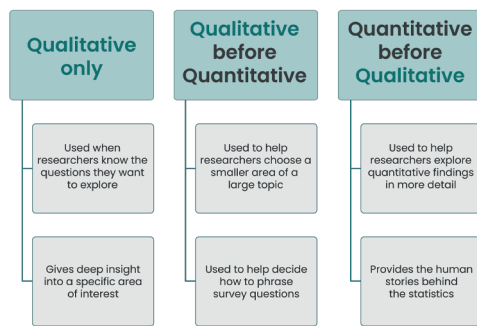 Qualitative
only
Used when
researchers know the
questions they want
to explore
Gives deep insight
into a specific area
of interest
Qualitative
before
Quantitative
Used to help
researchers choose a
smaller area of a
large topic
Used to help decide
how to phrase
survey questions
Quantitative
before
Qualitative
Used to help
researchers explore
quantitative findings
in more detail
Provides the human
stories behind
the statistics